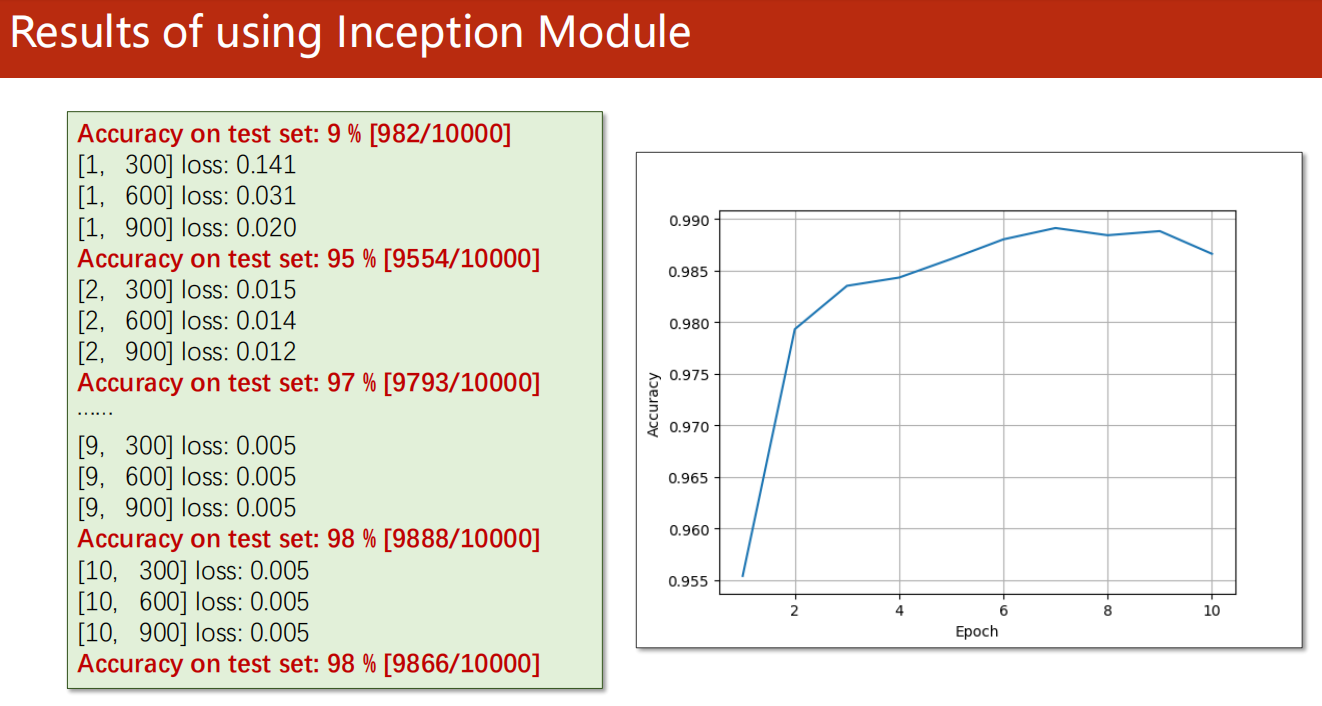 Results of using Inception Module
Accuracy on test set: 9 % [982/10000]
[1,   300] loss: 0.141
[1,   600] loss: 0.031
[1,   900] loss: 0.020
Accuracy on test set: 95 % [9554/10000]
[2,   300] loss: 0.015
[2,   600] loss: 0.014
[2,   900] loss: 0.012
Accuracy on test set: 97 % [9793/10000]
……
[9,   300] loss: 0.005
[9,   600] loss: 0.005
[9,   900] loss: 0.005
Accuracy on test set: 98 % [9888/10000]
[10,   300] loss: 0.005
[10,   600] loss: 0.005
[10,   900] loss: 0.005
Accuracy on test set: 98 % [9866/10000]
Accuracy
0.990
0.985
0.980
0.975
0.970
0.965
0.960
0.955
2 4 6 8 10
Epoch